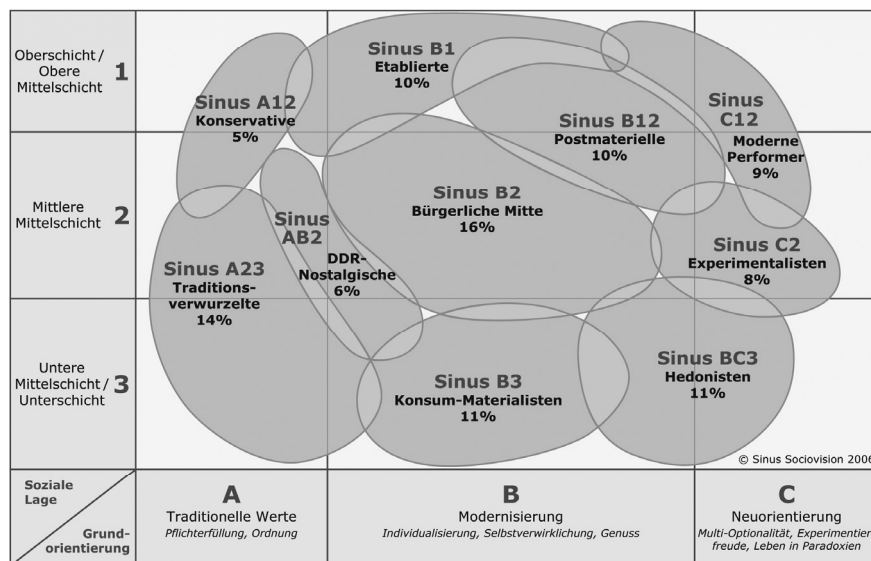 Oberschicht /
Obere
Mittelschicht
1
Mittlere
Mittelschicht
2
Untere
Mittelschicht /
Unterschicht
3
Sinus B1
Etablierte
10%
Sinus A12
Konservative
5%
Sinus B12
Postmaterielle
10%
Sinus
C12
Moderne
Performer
9%
Sinus B2
Bürgerliche Mitte
16%
Sinus
AB2
DDR-
Nostalgische
6%
Sinus A23
Traditions-
verwurzelte
14%
Sinus C2
Experimentalisten
8%
Sinus B3
Konsum-Materialisten
11%
Sinus BC3
Hedonisten
11%
© Sinus Sociovision 2006
Soziale
Lage
Grund-
orientierung
A
Traditionelle Werte
Pflichterfüllung, Ordnung
B
Modernisierung
Individualisierung, Selbstverwirklichung, Genuss
C
Neuorientierung
Multi-Optionalität, Experimentier
freude, Leben in Paradoxien